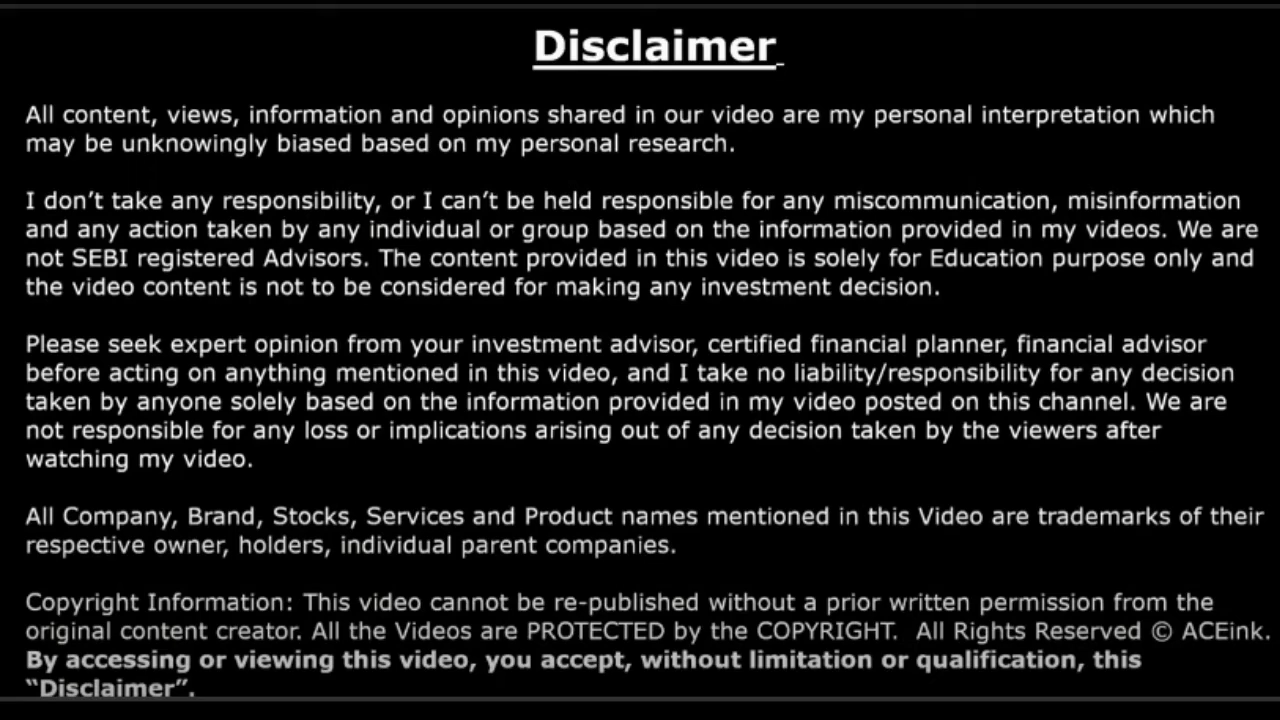 Disclaimer
All content, views, information and opinions shared in our video are my personal interpretation which
may be unknowingly biased based on my personal research.
I don’t take any responsibility, or I can’t be held responsible for any miscommunication, misinformation
and any action taken by any individual or group based on the information provided in my videos. We are
not SEBI registered Advisors. The content provided in this video is solely for Education purpose only and
the video content is not to be considered for making any investment decision.
Please seek expert opinion from your investment advisor, certified financial planner, financial advisor
before acting on anything mentioned in this video, and I take no liability/responsibility for any decision
taken by anyone solely based on the information provided in my video posted on this channel. We are
not responsible for any loss or implications arising out of any decision taken by the viewers after
watching my video.
All Company, Brand, Stocks, Services and Product names mentioned in this Video are trademarks of their
respective owner, holders, individual parent companies.
Copyright Information: This video cannot be re-published without a prior written permission from the
original content creator. All the Videos are PROTECTED by the COPYRIGHT.  All Rights Reserved © ACEink.
By accessing or viewing this video, you accept, without limitation or qualification, this
“Disclaimer”.